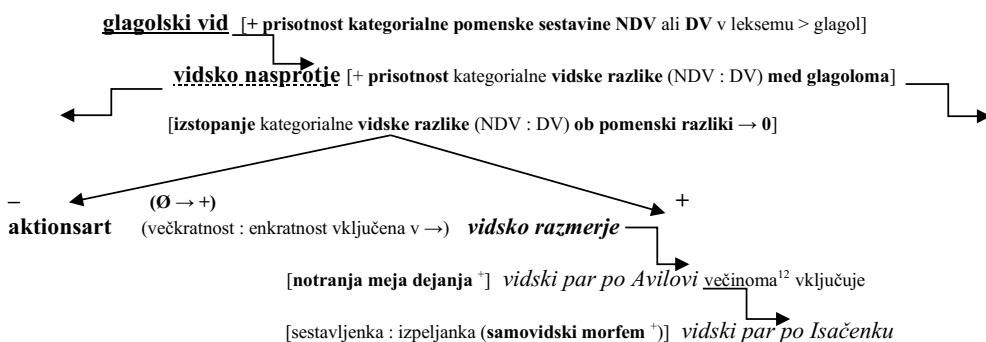 glagolski vid [+ prisotnost kategorialne pomenske sestavine NDV ali DV v leksemu > glagol]
vidsko nasprotje [+ prisotnost kategorialne vidske razlike (NDV : DV) med glagoloma]
[izstopanje kategorialne vidske razlike (NDV : DV) ob pomenski razliki → 0]
– (Ø → +) +
aktionsart (večkratnost : enkratnost vključena v →) vidsko razmerje
[notranja meja dejanja +] vidski par po Avilovi večinoma12 vključuje
[sestavljenka : izpeljanka (samovidski morfem +)] vidski par po Isačenku